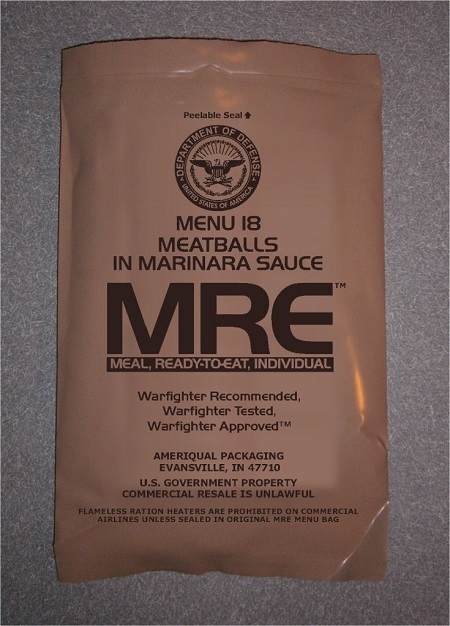 Peelable Seal ⬆
DEPARTMENT OF DEFENSE
UNITED STATES OF AMERICA
MENU 18
MEATBALLS
IN MARINARA SAUCE
MRE™
MEAL, READY-TO-EAT, INDIVIDUAL
Warfighter Recommended,
Warfighter Tested,
Warfighter Approved™
AMERIQUAL PACKAGING
EVANSVILLE, IN 47710
U.S. GOVERNMENT PROPERTY
COMMERCIAL RESALE IS UNLAWFUL
FLAMELESS RATION HEATERS ARE PROHIBITED ON COMMERCIAL
AIRLINES UNLESS SEALED IN ORIGINAL MRE MENU BAG